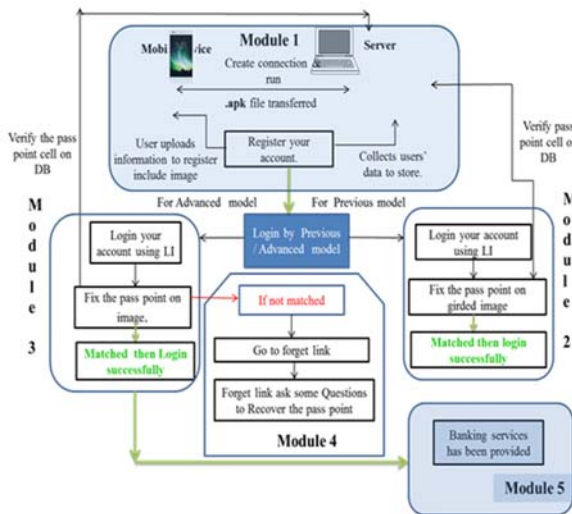 Module 1
Mobi vice
Server
Create connection &
run
.apk file transferred
User uploads
information to register
include image
Register your
account.
Collects users'
data to store.
Verify the pass
point cell on
DB
Verify pass
point cell on
DB
For Advanced model
For Previous model
Login by Previous
/ Advanced model
Module 3
Login your
account using LI
Fix the pass point on
image.
Matched then Login
successfully
If not matched
Go to forget link
Forget link ask some Questions
to Recover the pass point
Module 4
Module 2
Login your
account using LI
Fix the pass point on
girded image
Matched then login
successfully
Banking services
has been provided
Module 5